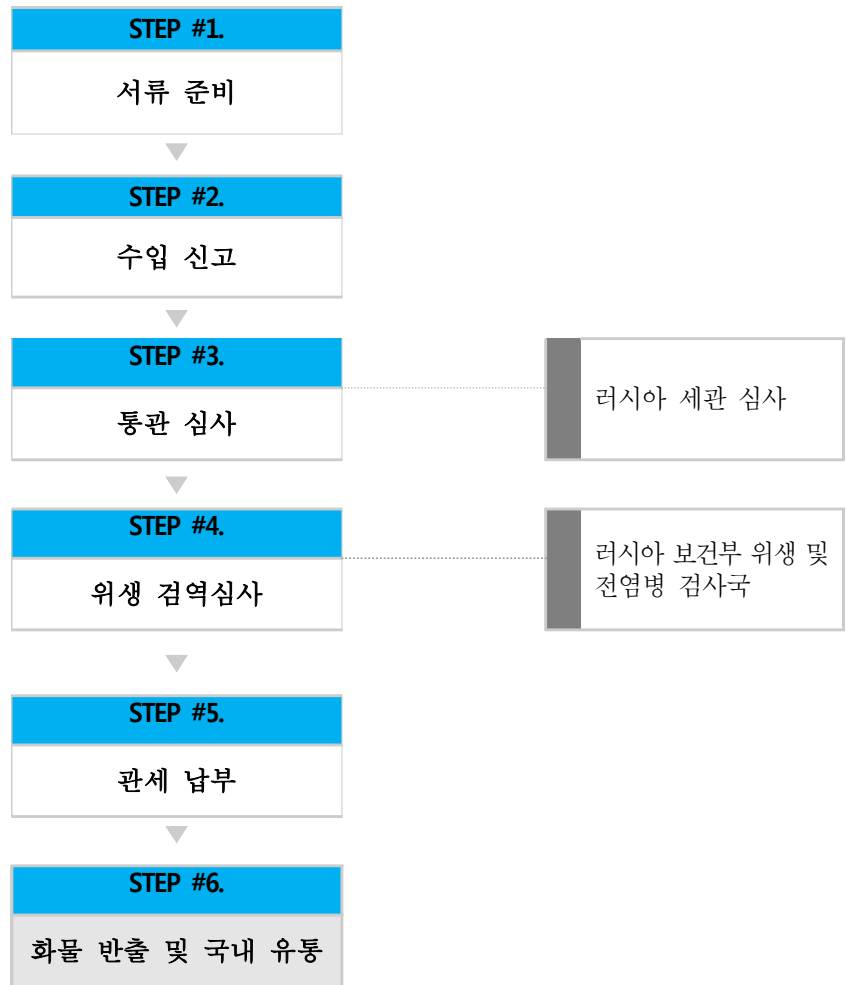 STEP #1.
서류 준비
STEP #2.
수입 신고
STEP #3.
통관 심사
러시아 세관 심사
STEP #4.
위생 검역심사
러시아 보건부 위생 및
전염병 검사국
STEP #5.
관세 납부
STEP #6.
화물 반출 및 국내 유통